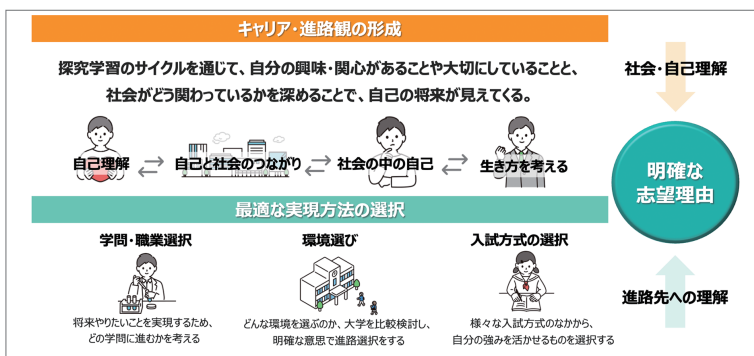 キャリア・進路観の形成
探究学習のサイクルを通じて、自分の興味・関心があることや大切にしていることと、
社会がどう関わっているかを深めることで、自己の将来が見えてくる。
自己理解
自己と社会のつながり
社会の中の自己
生き方を考える
最適な実現方法の選択
学問・職業選択
将来やりたいことを実現するため、
どの学問に進むかを考える
環境選び
どんな環境を選ぶのか、大学を比較検討し、
明確な意思で進路選択をする
入試方式の選択
様々な入試方式のなかから、
自分の強みを活かせるものを選択する
社会・自己理解
明確な
志望理由
進路先への理解